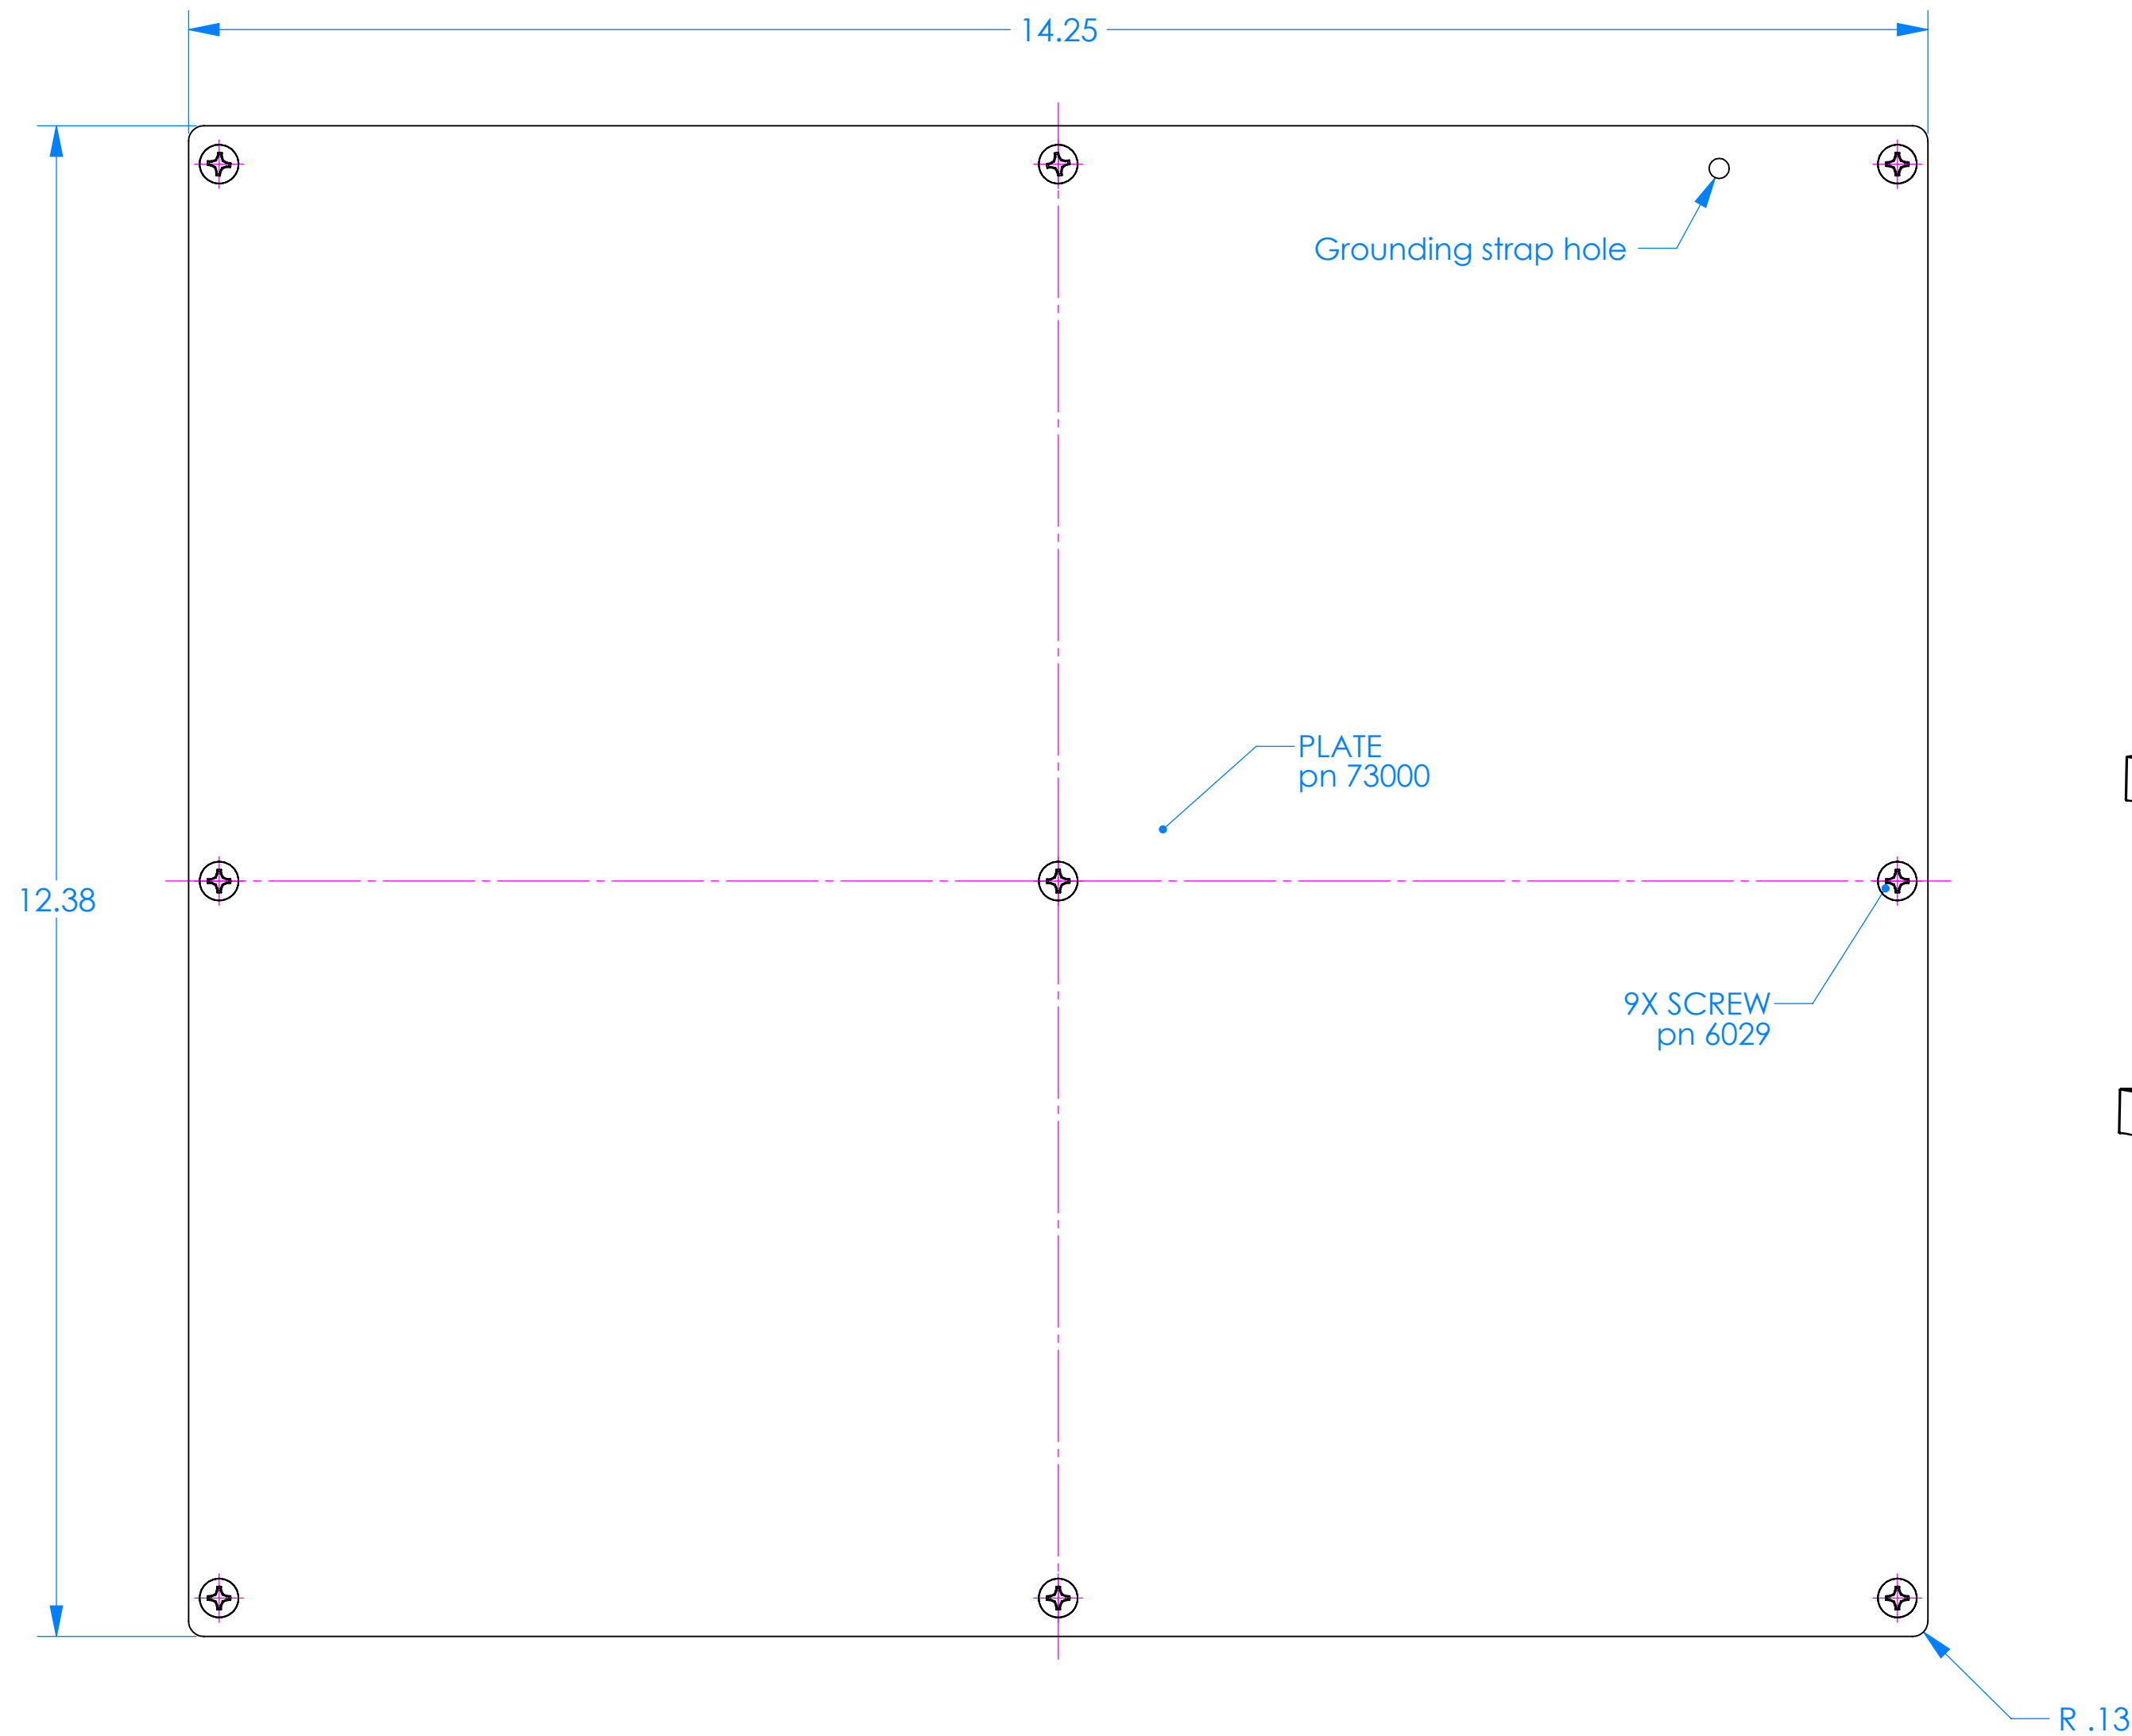 14.25
Grounding strap hole
PLATE
pn 73000
12.38
9X SCREW
pn 6029
R .13